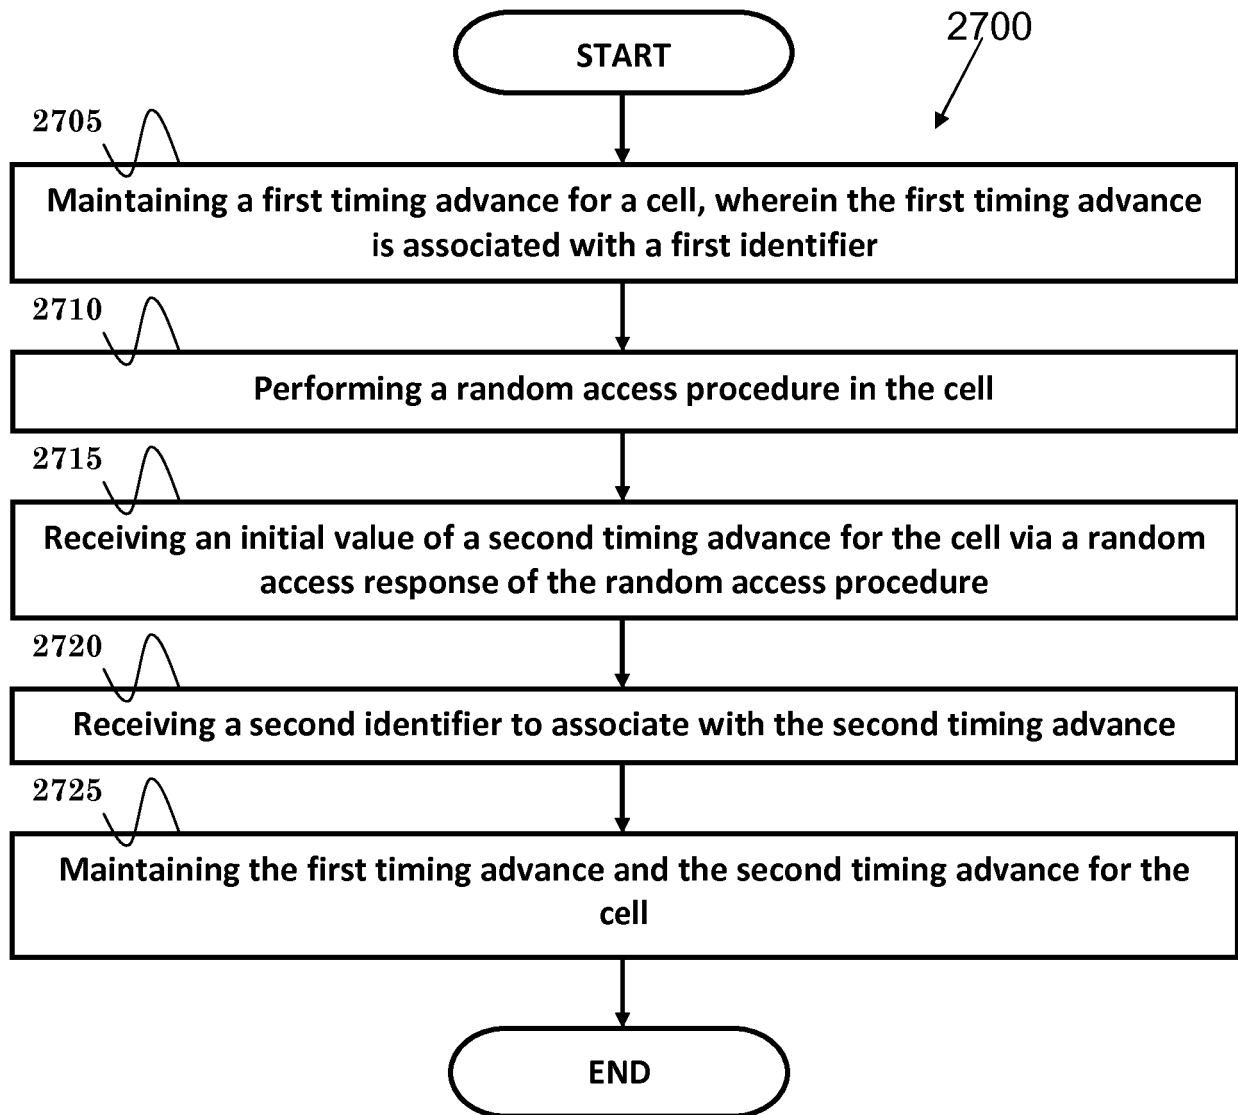 START
2700
2705
Maintaining a first timing advance for a cell, wherein the first timing advance
is associated with a first identifier
2710
Performing a random access procedure in the cell
2715
Receiving an initial value of a second timing advance for the cell via a random
access response of the random access procedure
2720
Receiving a second identifier to associate with the second timing advance
2725
Maintaining the first timing advance and the second timing advance for the
cell
END